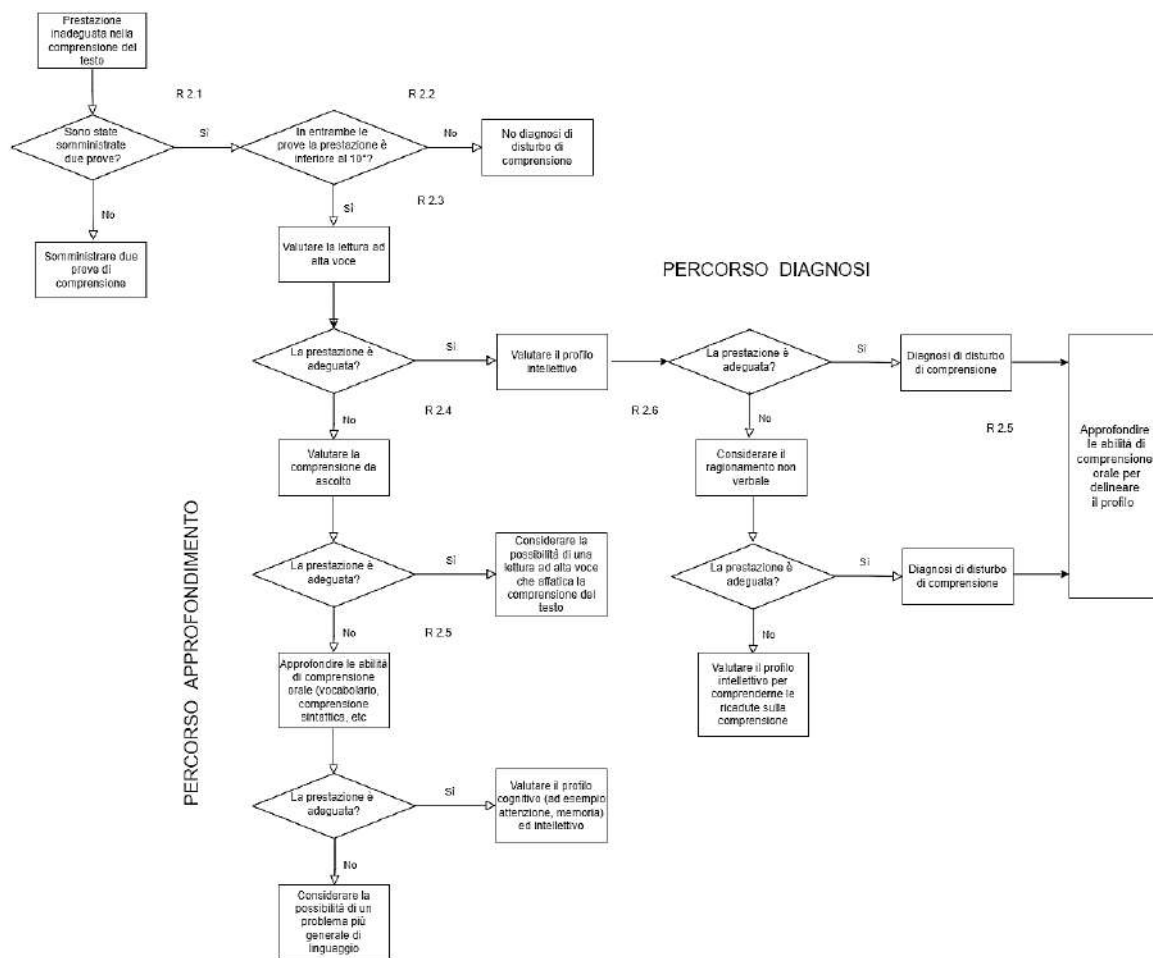 Prestazione
inadeguata nella
comprensione del
testo
R 2.1
R 2.2
Sono state
somministrate
due prove?
Sì
In entrambe le
prove la prestazione è
inferiore al 10°?
No
No diagnosi di
disturbo di
comprensione
No
Sì
R 2.3
Somministrare due
prove di
comprensione
Valutare la lettura ad
alta voce
PERCORSO DIAGNOSI
La prestazione è
adeguata?
Sì
Valutare il profilo
intellettivo
La prestazione è
adeguata?
Sì
Diagnosi di disturbo
di comprensione
No
R 2.4
R 2.6
No
R 2.5
Approfondire
le abilità di
comprensione
orale per
delineare
il profilo
Valutare la
comprensione da
ascolto
Considerare il
ragionamento non
verbale
PERCORSO APPROFONDIMENTO
La prestazione è
adeguata?
Sì
Considerare la
possibilità di una
lettura ad alta voce
che affatica la
comprensione del
testo
La prestazione è
adeguata?
Sì
Diagnosi di disturbo
di comprensione
No
R 2.5
No
Approfondire le abilità
di comprensione
orale (vocabolario,
comprensione
sintattica, etc
Valutare il profilo
intellettivo per
comprenderne le
ricadute sulla
comprensione
La prestazione è
adeguata?
Sì
Valutare il profilo
cognitivo (ad esempio
attenzione, memoria)
ed intellettivo
No
Considerare la
possibilità di un
problema più
generale di
linguaggio